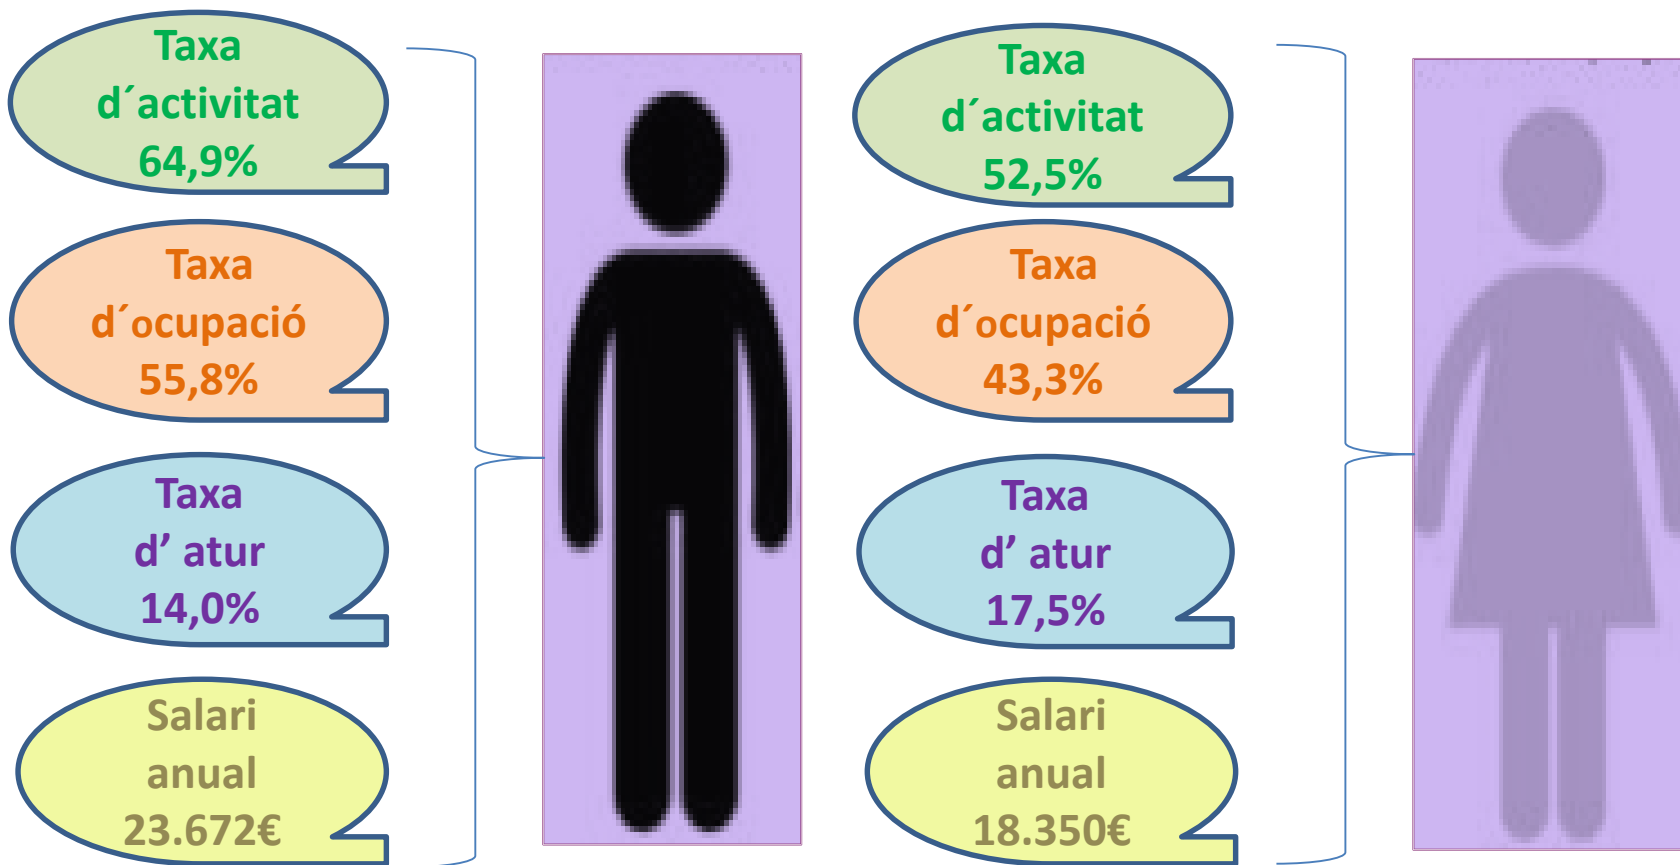 Taxa
d´activitat
64,9%
Taxa
d´ocupació
55,8%
Taxa
d’ atur
14,0%
Salari
anual
23.672€
Taxa
d´activitat
52,5%
Taxa
d´ocupació
43,3%
Taxa
d’ atur
17,5%
Salari
anual
18.350€